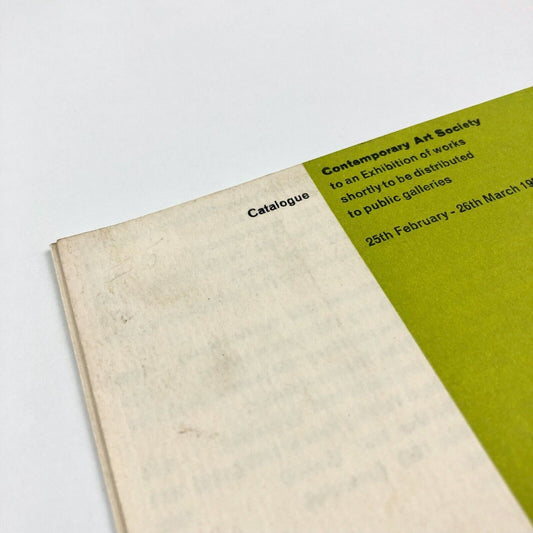 Contemporary Art Society
Catalogue to an Exhibition of works
shortly to be distributed
to public galleries
25th February - 26th March